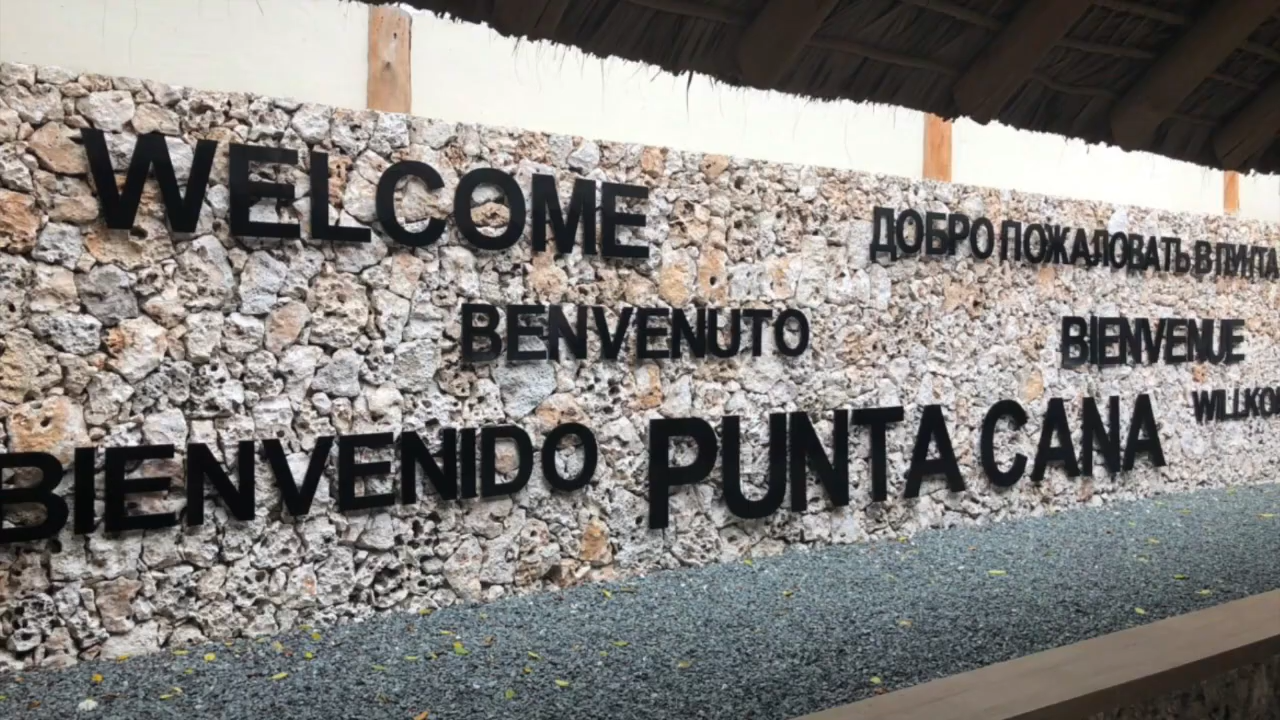 WELCOME
ДОБРО ПОЖАЛОВАТЬ В ПУНТА
BENVENUTO
BIENVENUE
WILLKO
BIENVENIDO PUNTA CANA